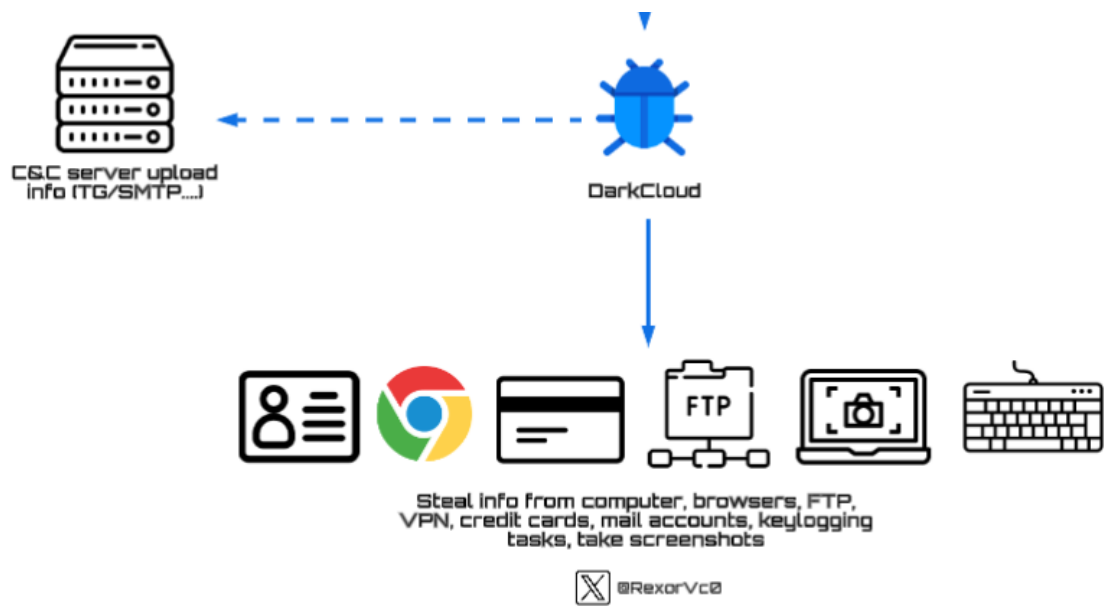 C&C server upload
info (TG/SMTP....)
DarkCloud
FTP
Steal info from computer, browsers, FTP,
VPN, credit cards, mail accounts, keylogging
tasks, take screenshots
@RexorVc0